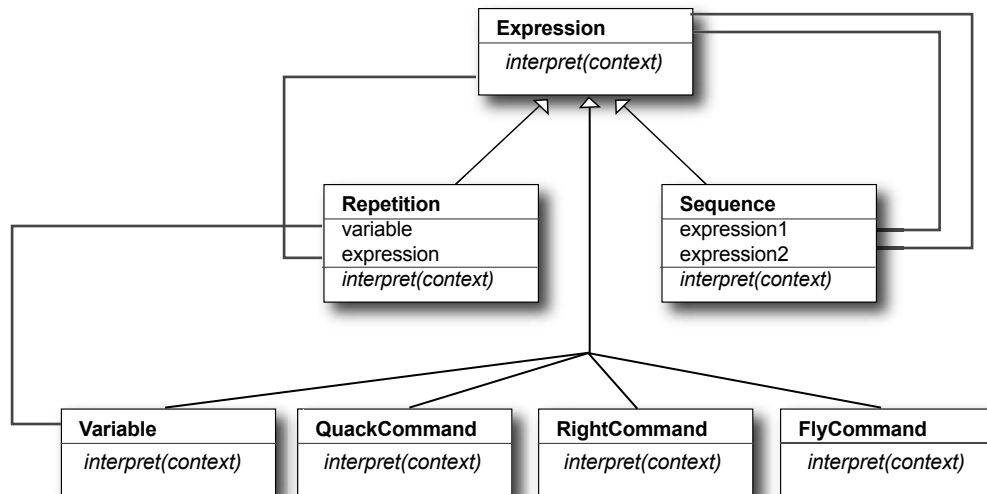 Expression
interpret(context)
Repetition
variable
expression
interpret(context)
Sequence
expression1
expression2
interpret(context)
Variable
interpret(context)
QuackCommand
interpret(context)
RightCommand
interpret(context)
FlyCommand
interpret(context)